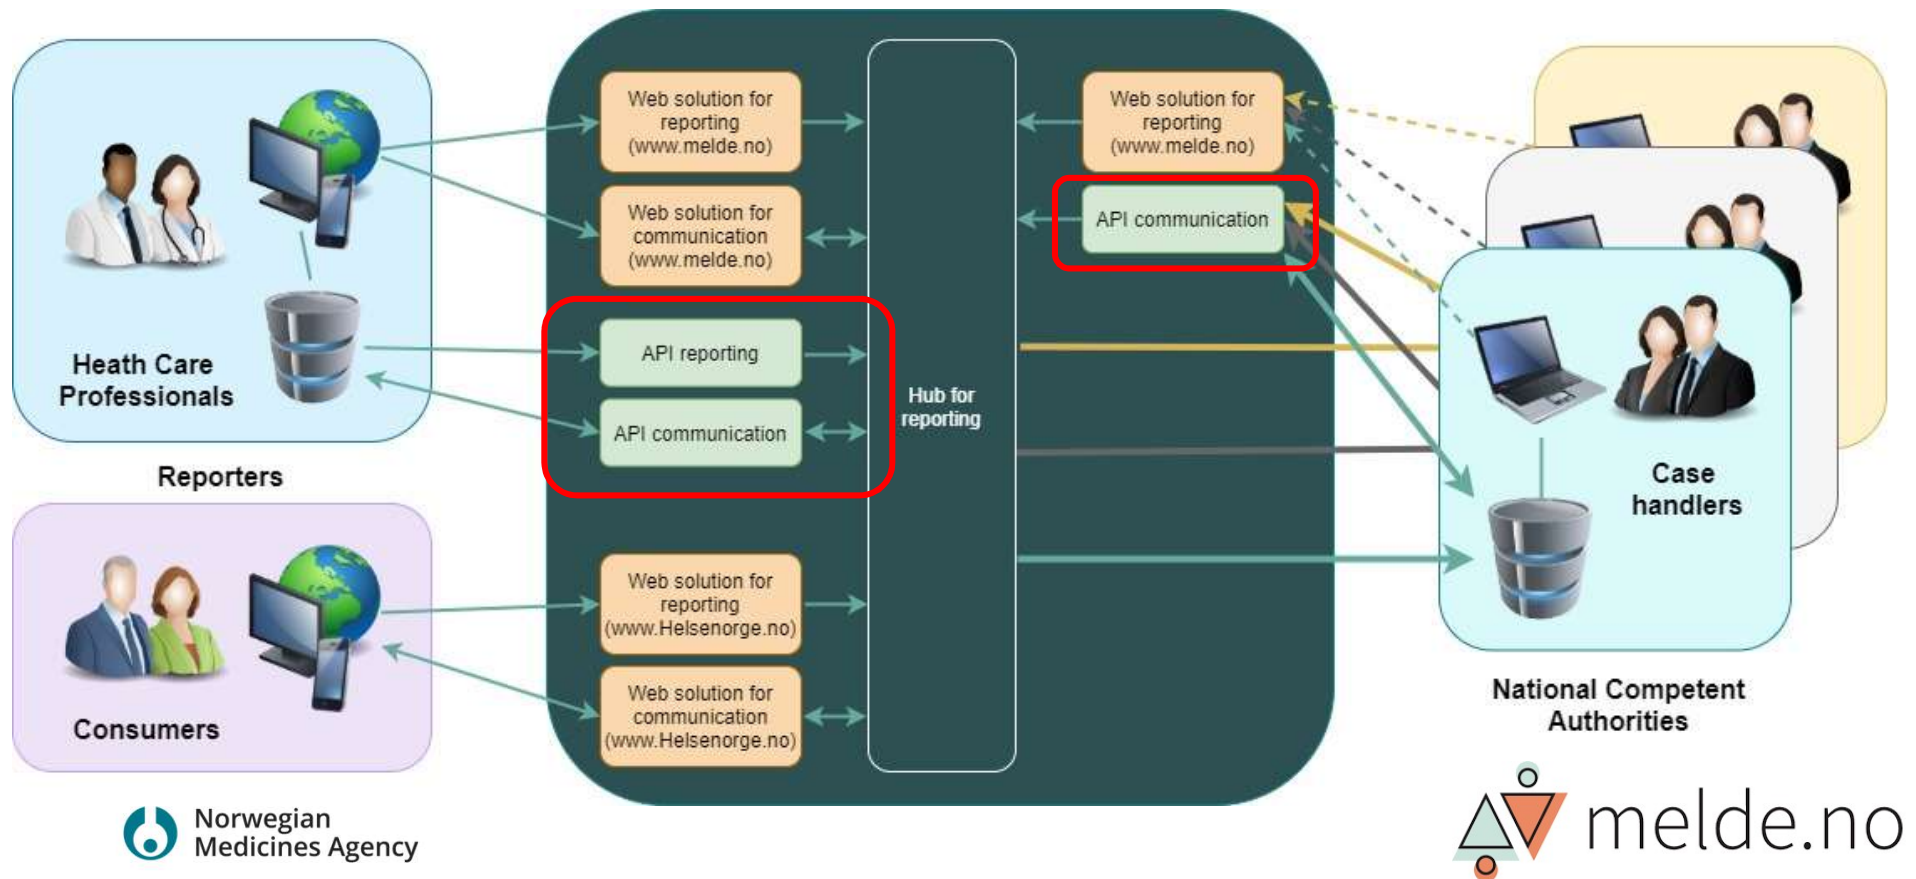 Heath Care
Professionals
Reporters
Consumers
Web solution for
reporting
(www.melde.no)
Web solution for
communication
(www.melde.no)
API reporting
API communication
Web solution for
reporting
(www.Helsenorge.no)
Web solution for
communication
(www.Helsenorge.no)
Hub for
reporting
Web solution for
reporting
(www.melde.no)
API communication
Case
handlers
National Competent
Authorities
Norwegian
Medicines Agency
melde.no